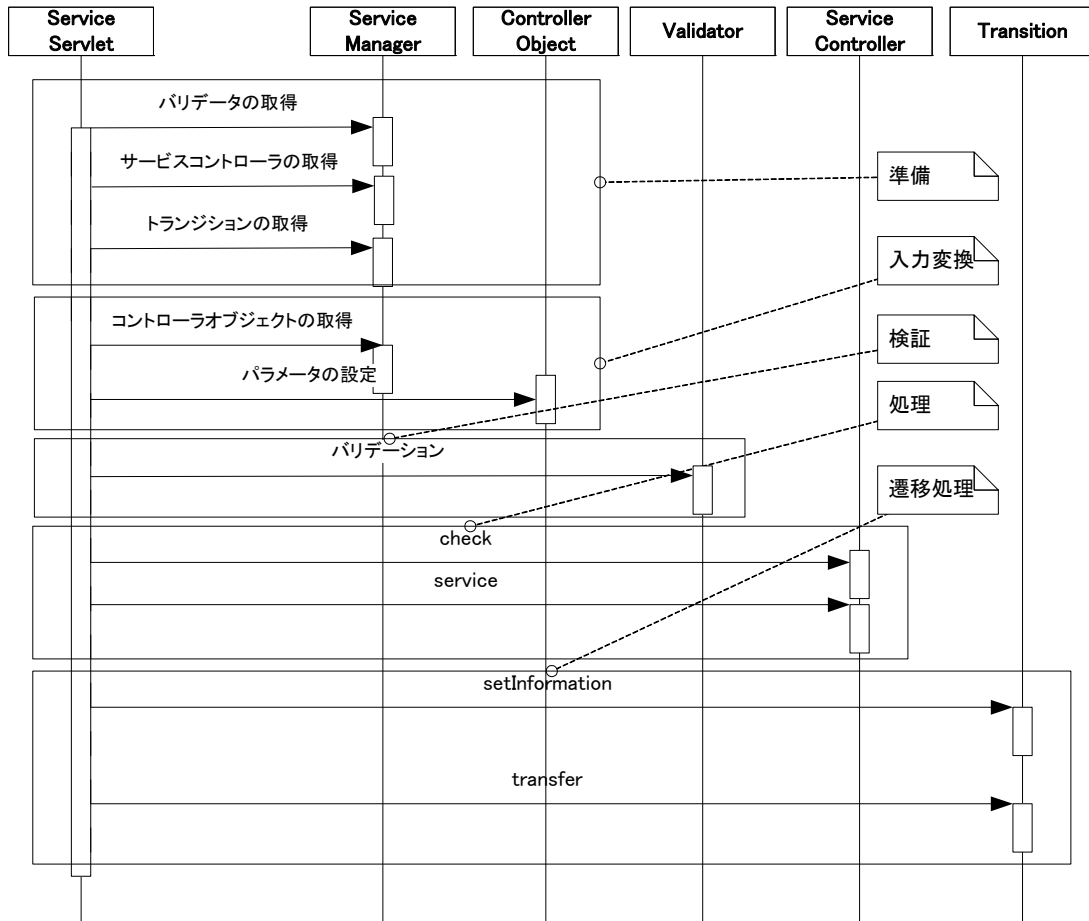 Service
Servlet
Service
Manager
Controller
Object
Validator
Service
Controller
Transition
バリデータの取得
サービスコントローラの取得
準備
トランジションの取得
入力変換
コントローラオブジェクトの取得
検証
パラメータの設定
処理
バリデーション
遷移処理
check
service
setInformation
transfer